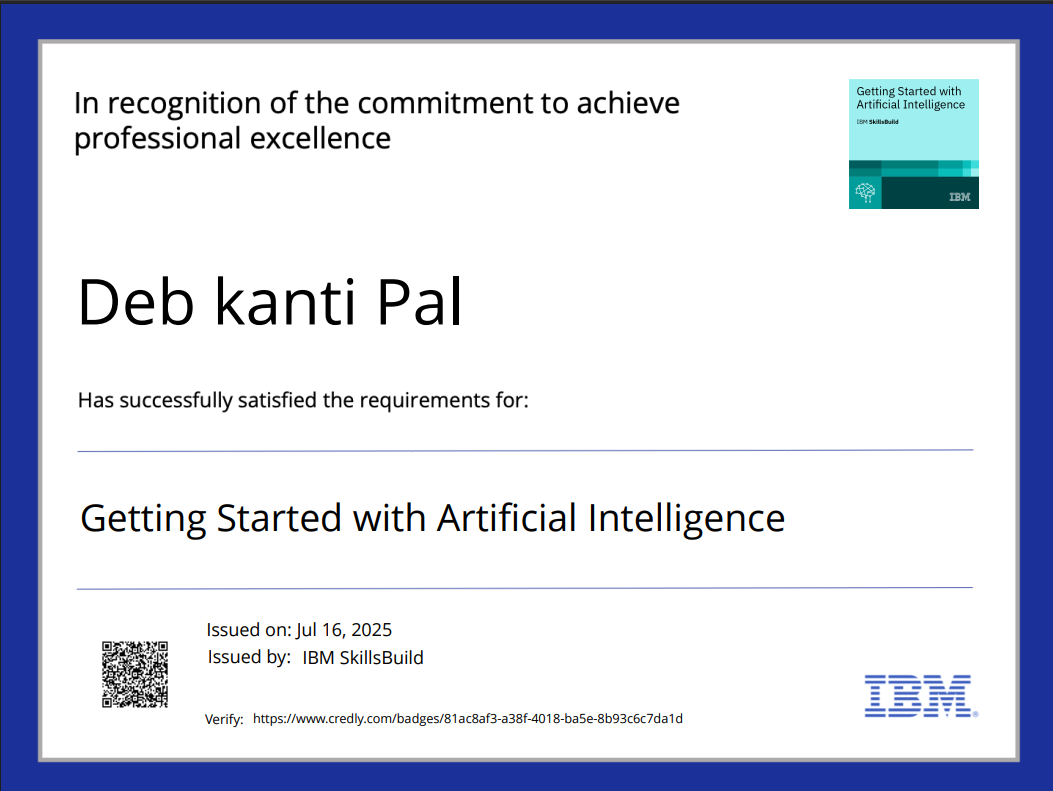 In recognition of the commitment to achieve
professional excellence
Getting Started with
Artificial Intelligence
IBM SkillsBuild
IBM
Deb kanti Pal
Has successfully satisfied the requirements for:
Getting Started with Artificial Intelligence
Issued on: Jul 16, 2025
Issued by: IBM SkillsBuild
Verify: https://www.credly.com/badges/81ac8af3-a38f-4018-ba5e-8b93c6c7da1d
IBM®